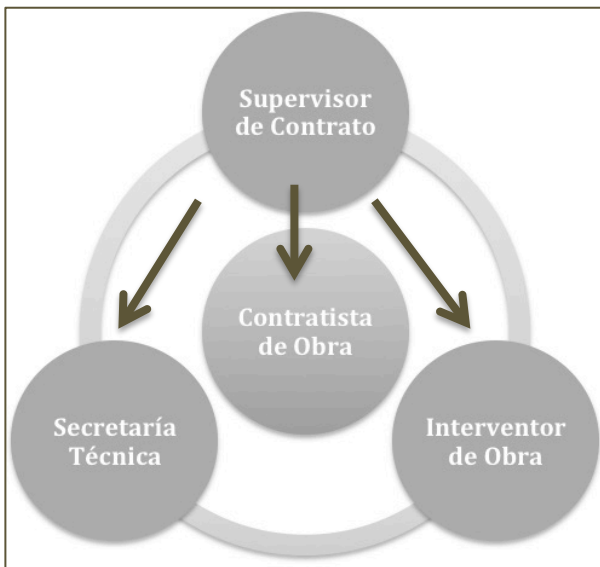 Supervisor
de Contrato
Contratista
de Obra
Secretaría
Técnica
Interventor
de Obra